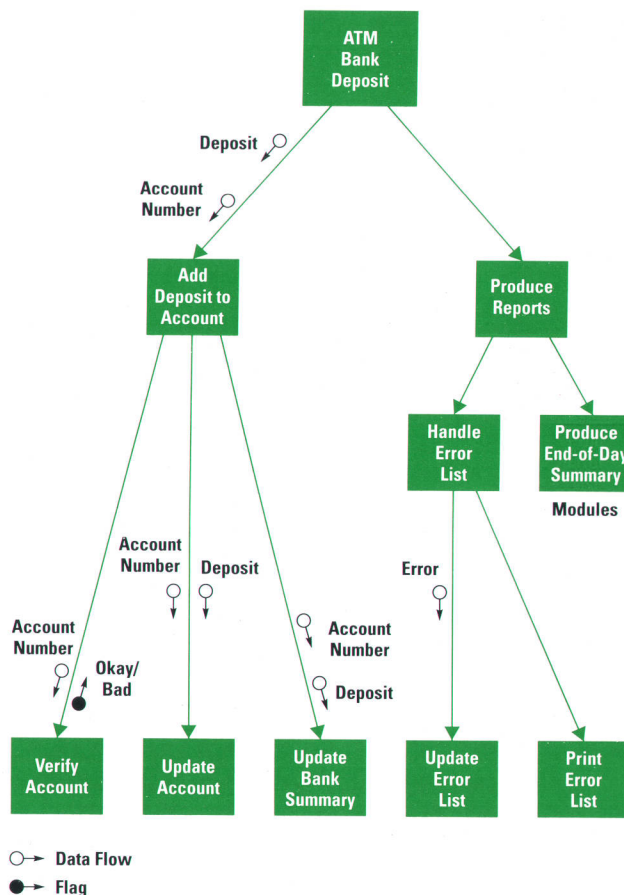 ATM
Bank
Deposit
Deposit
Account
Number
Add
Deposit to
Account
Produce
Reports
Handle
Error
List
Produce
End-of-Day
Summary
Modules
Account
Number
Deposit
Error
Account
Number
Okay/
Bad
Account
Number
Deposit
Verify
Account
Update
Account
Update
Bank
Summary
Update
Error
List
Print
Error
List
Data Flow
Flag